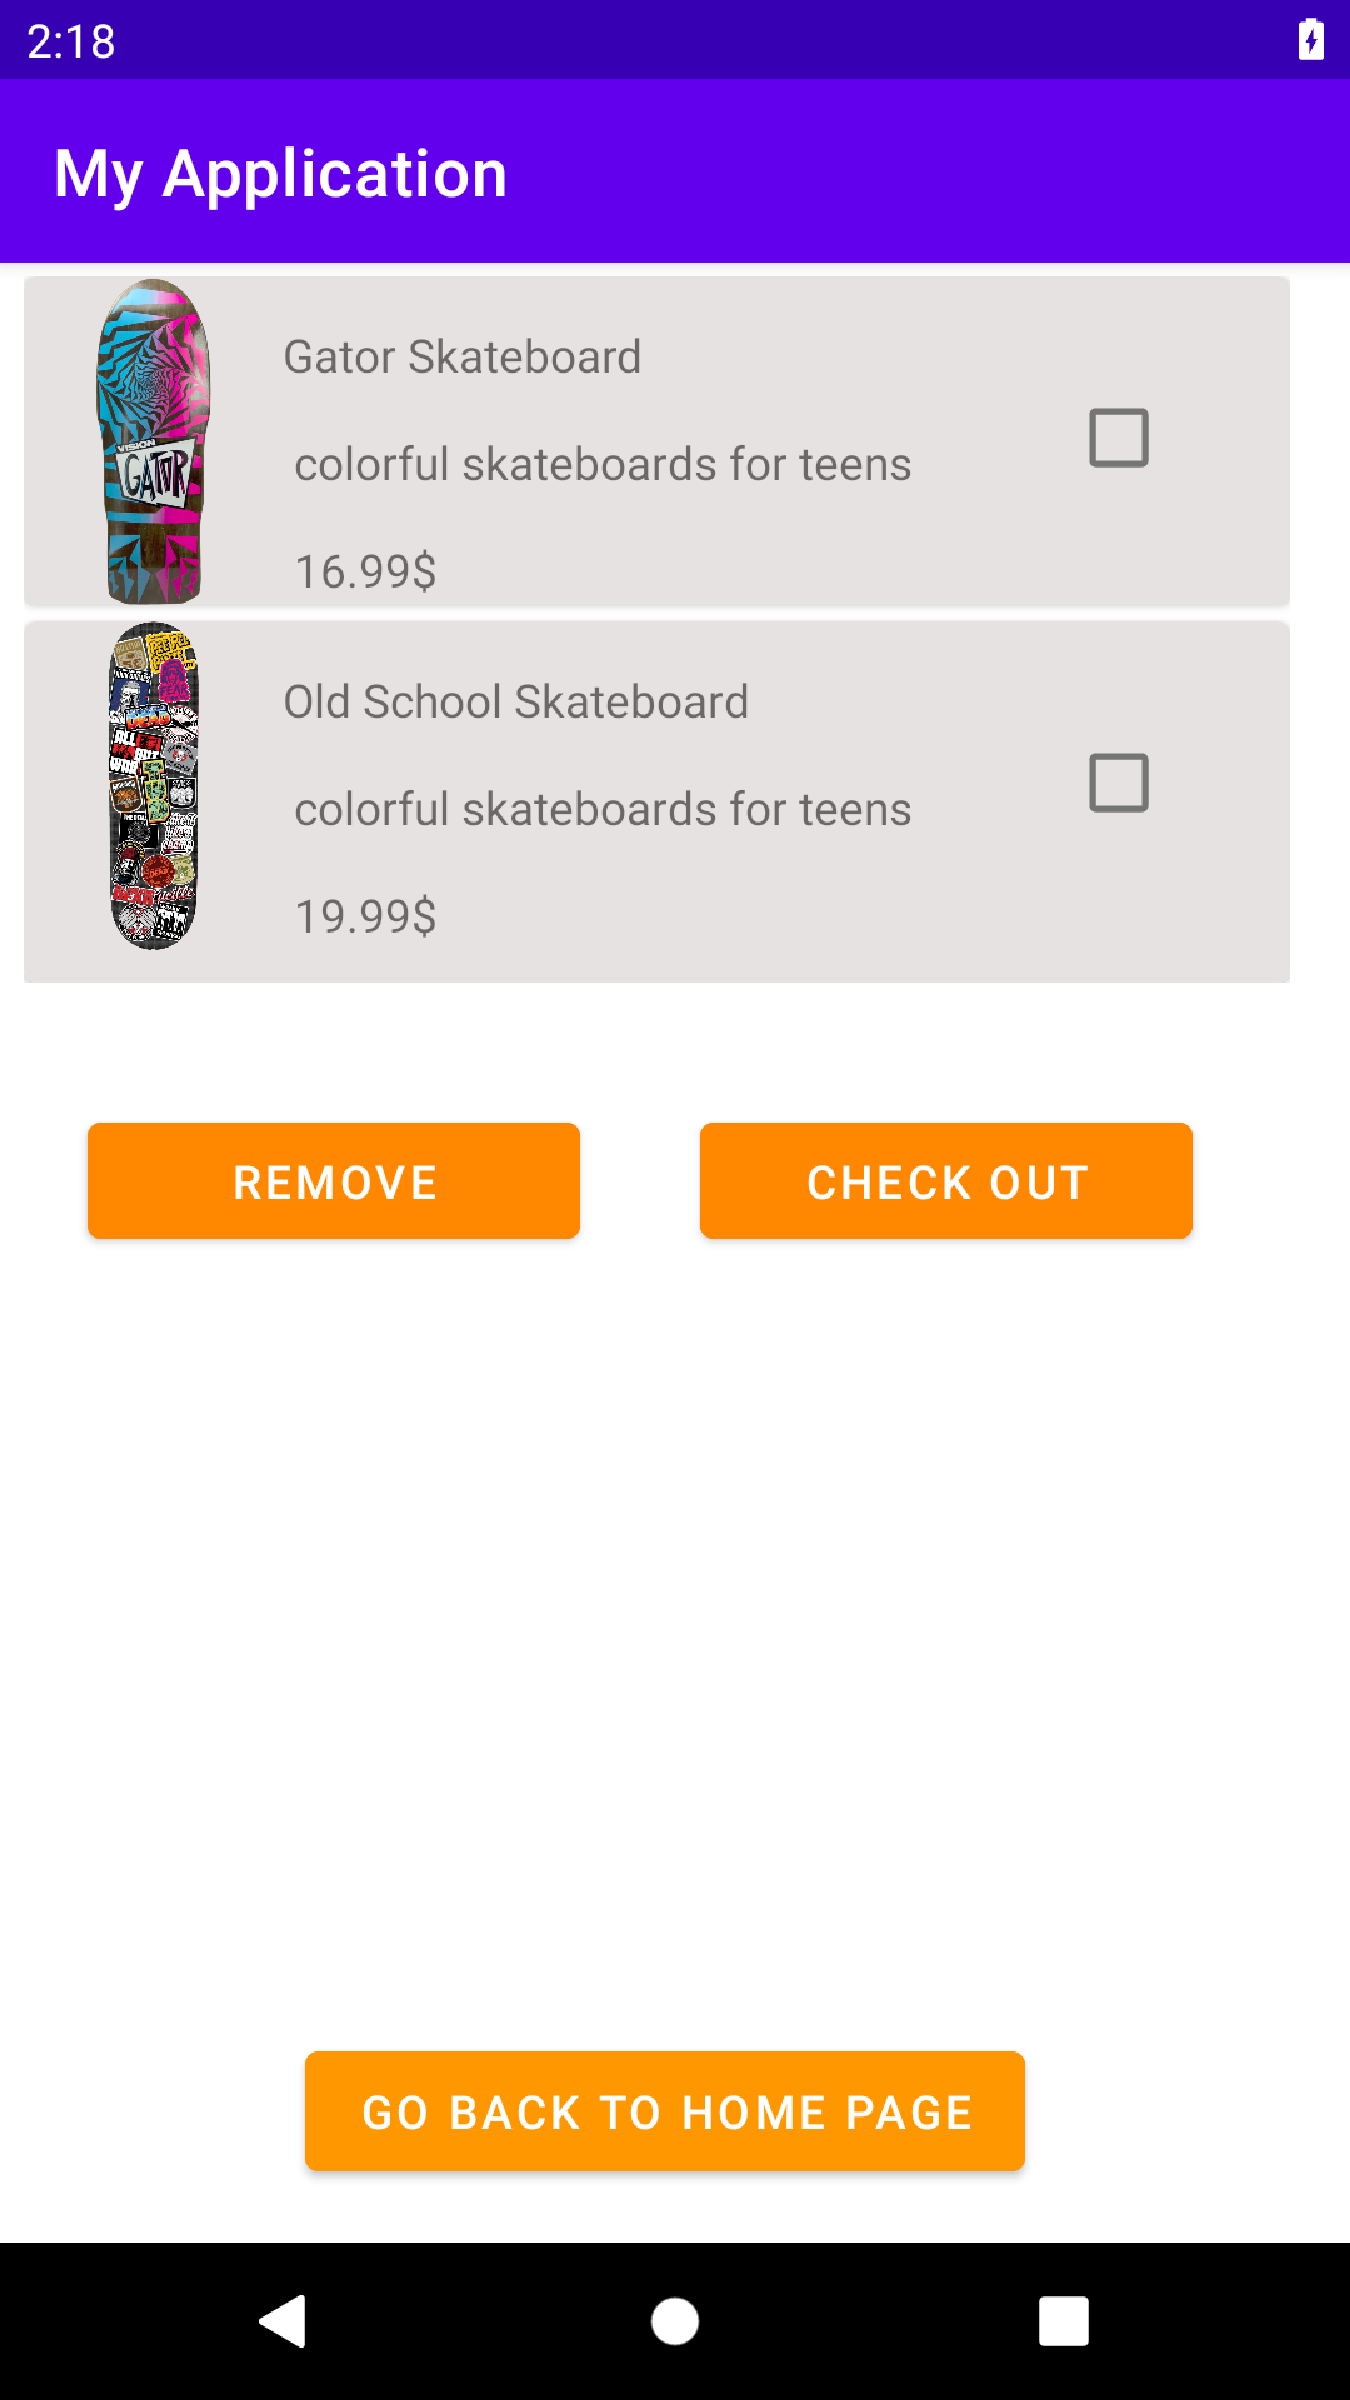 2:18
My Application
VISION
GATOR
Gator Skateboard
colorful skateboards for teens
16.99$
Old School Skateboard
colorful skateboards for teens
19.99$
REMOVE
CHECK OUT
GO BACK TO HOME PAGE